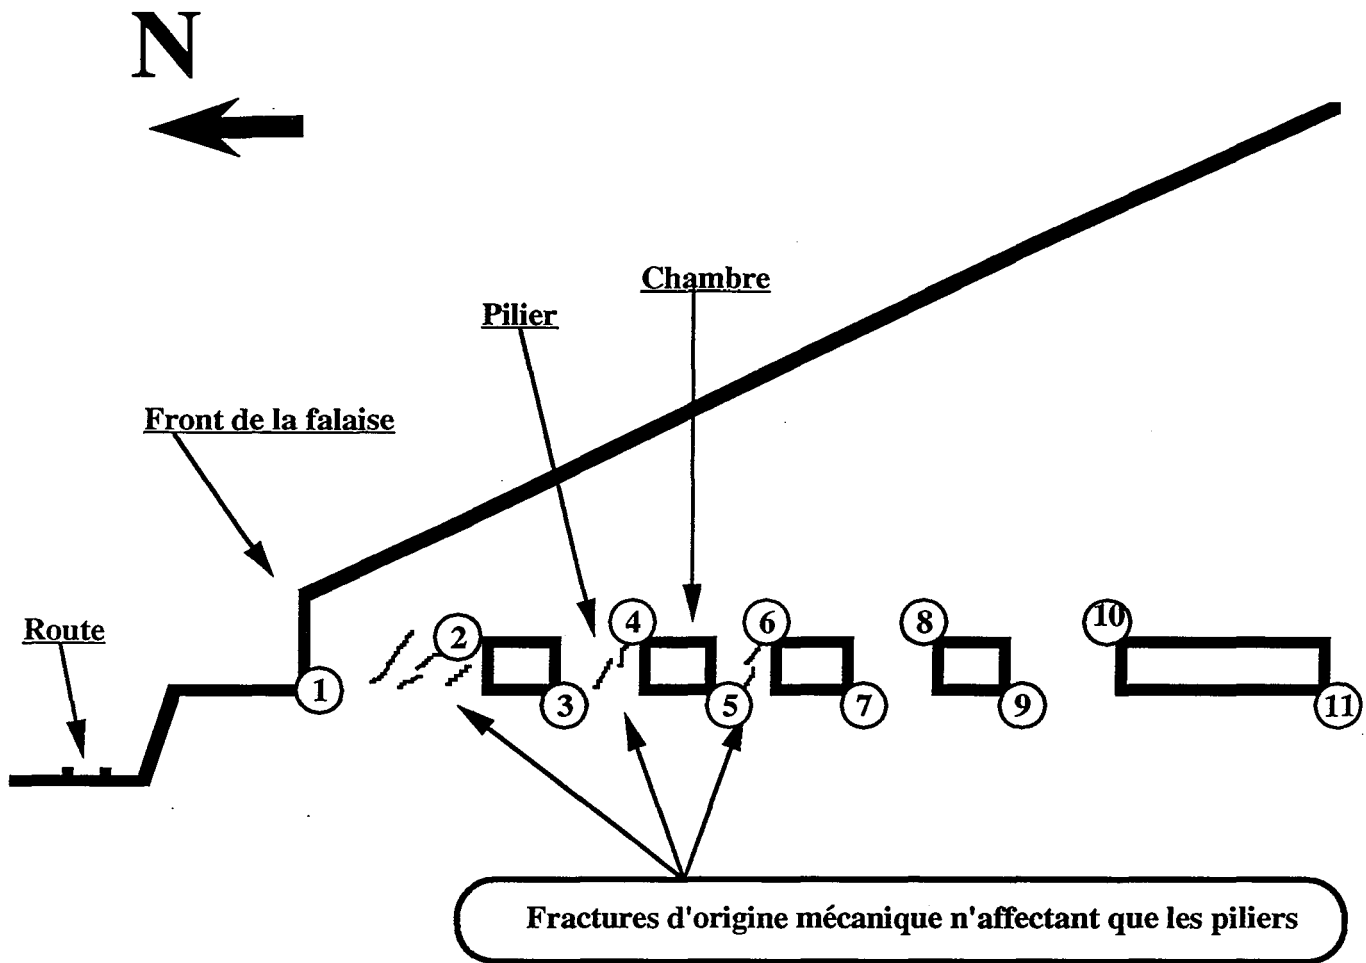 N
Chambre
Pilier
Front de la falaise
Route
1
2
3
4
5
6
7
8
9
10
11
Fractures d'origine mécanique n'affectant que les piliers